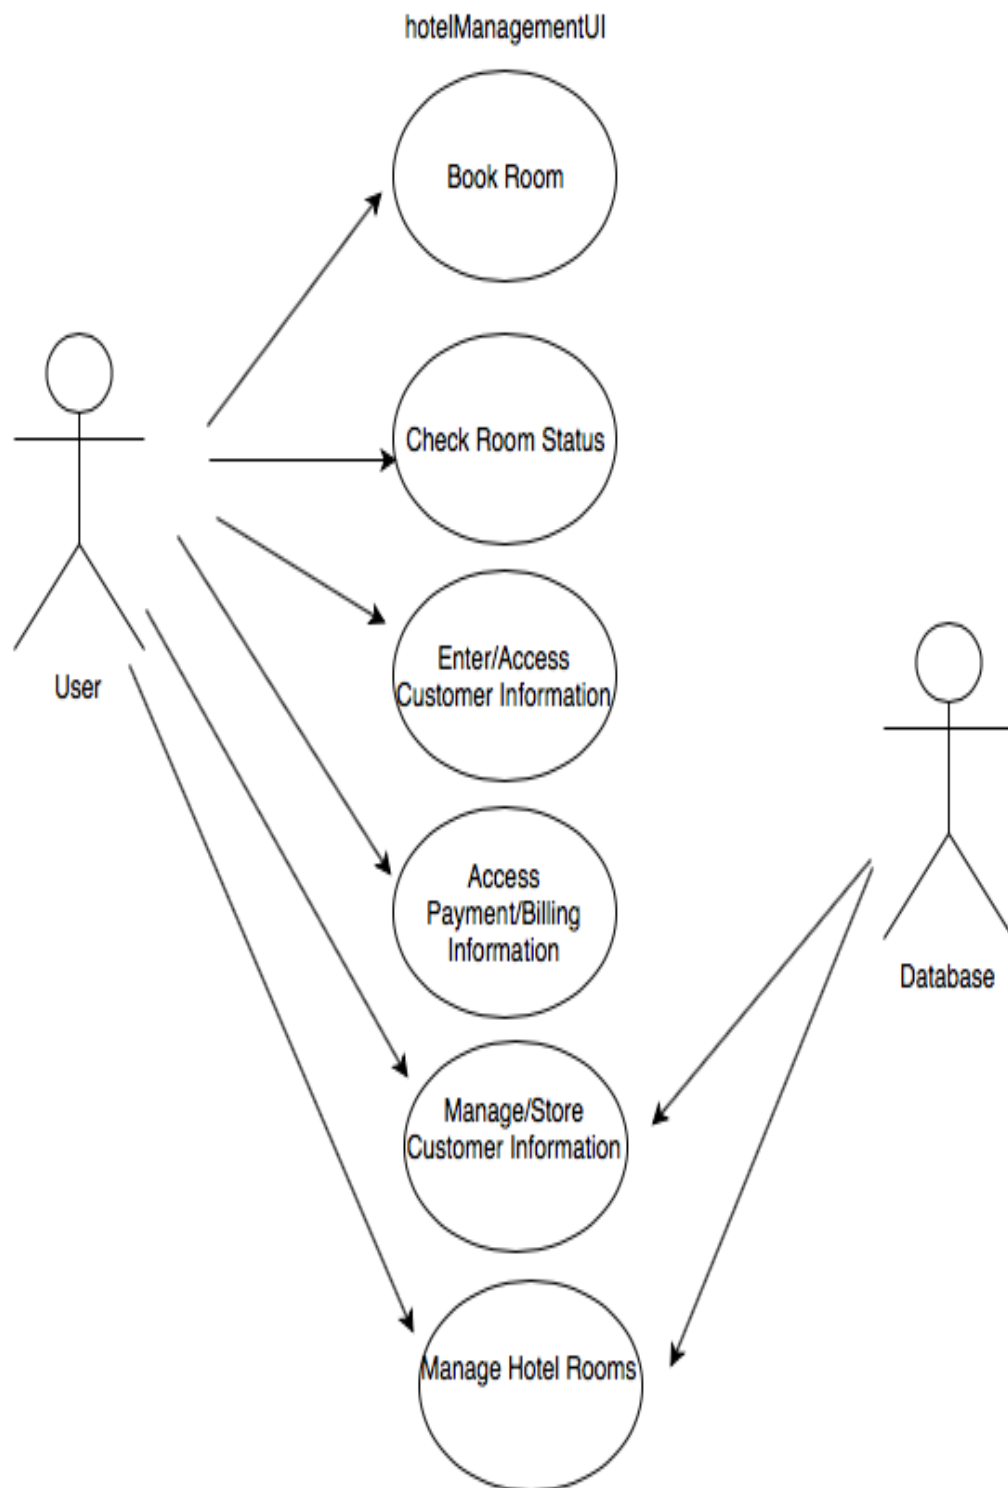 hotelManagementUI
Book Room
Check Room Status
Enter/Access
Customer Information
User
Access
Payment/Billing
Information
Database
Manage/Store
Customer Information
Manage Hotel Rooms